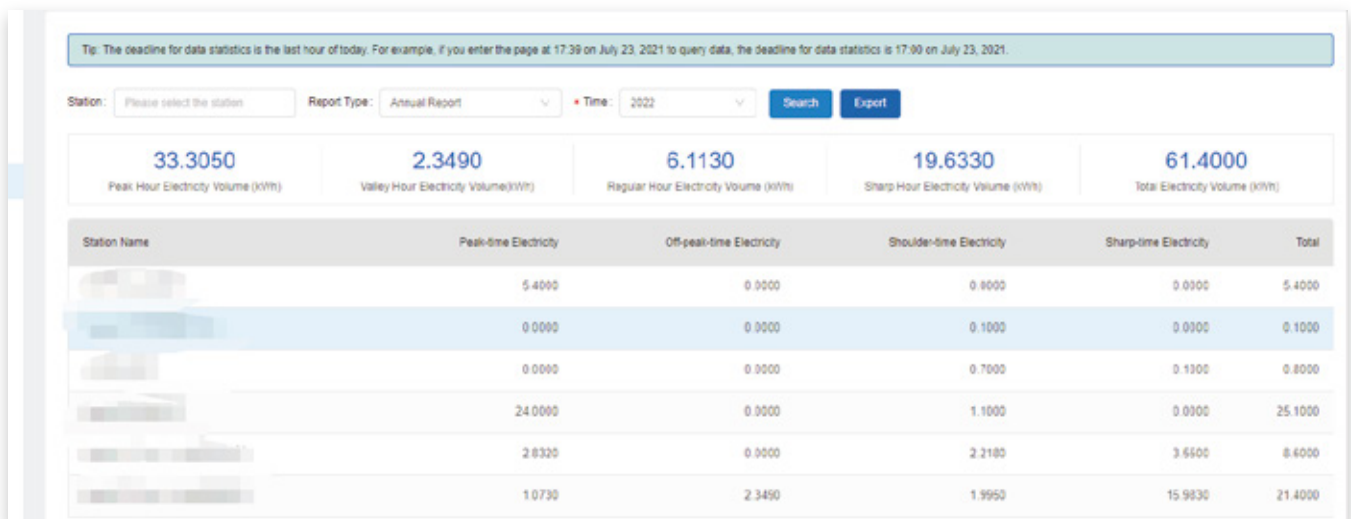 Tip: The deadline for data statistics is the last hour of today. For example, if you enter the page at 17:39 on July 23, 2021 to query data, the deadline for data statistics is 17:00 on July 23, 2021.
Station: Please select the station Report Type: Annual Report * Time: 2022 Search Export
33.3050 2.3490 6.1130 19.6330 61.4000
Peak Hour Electricty Volume (kWh) Valley Hour Electricity Volume(kWh) Regular Hour Electricity Voume (kWh) Sharp Hour Electricity Value (kWh) Total Electricity Volume (kWh)
Station Name Peak-time Electricity Off-peak-time Electricity Shoulder-time Electricity Sharp-time Electricity Total
5.4000 0.0000 0.0000 0.0000 5.4000
0.0000 0.0000 0.1000 0.0000 0.1000
0.0000 0.0000 0.7000 0.1000 0.8000
24.0000 0.0000 1.1000 0.0000 25.1000
2.8320 0.0000 2.2180 8.6000
1.0730 2.3490 1.9950 15.9830 21.4000